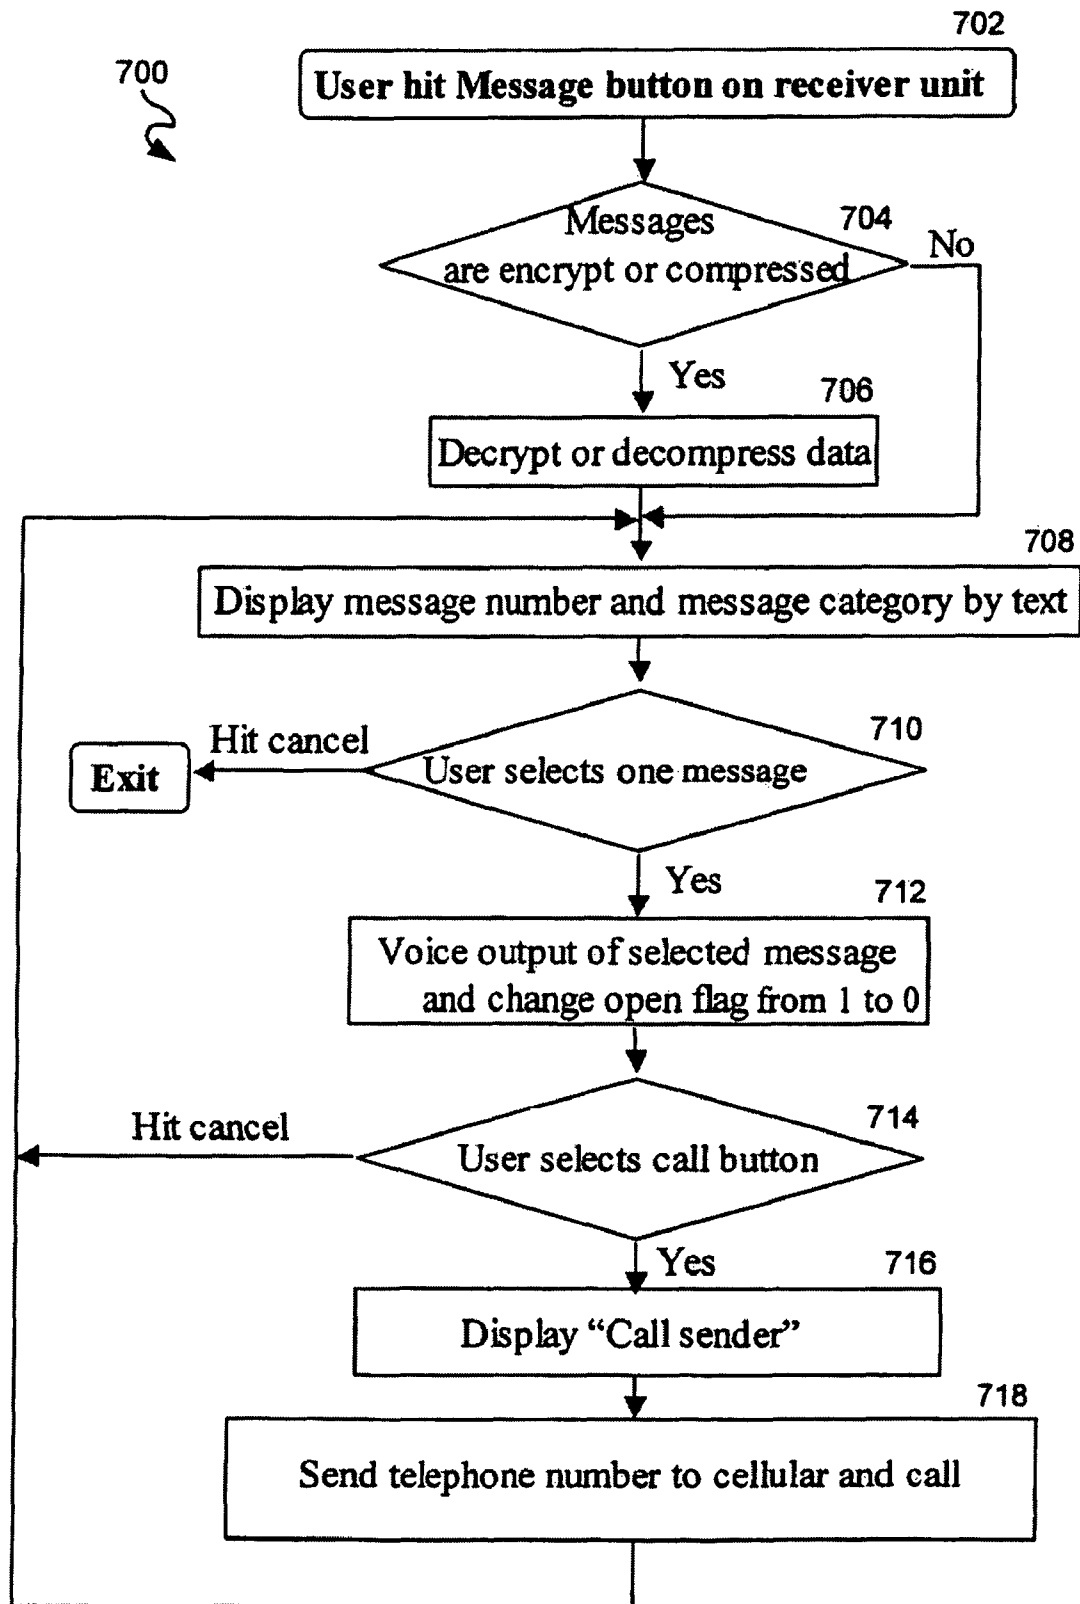 702
700
User hit Message button on receiver unit
Messages
704
No
are encrypt or compressed
Yes
706
Decrypt or decompress data
708
Display message number and message category by text
710
Hit cancel
Exit
User selects one message
Yes
712
Voice output of selected message
and change open flag from 1 to 0
714
Hit cancel
User selects call button
Yes
716
Display “Call sender”
718
Send telephone number to cellular and call